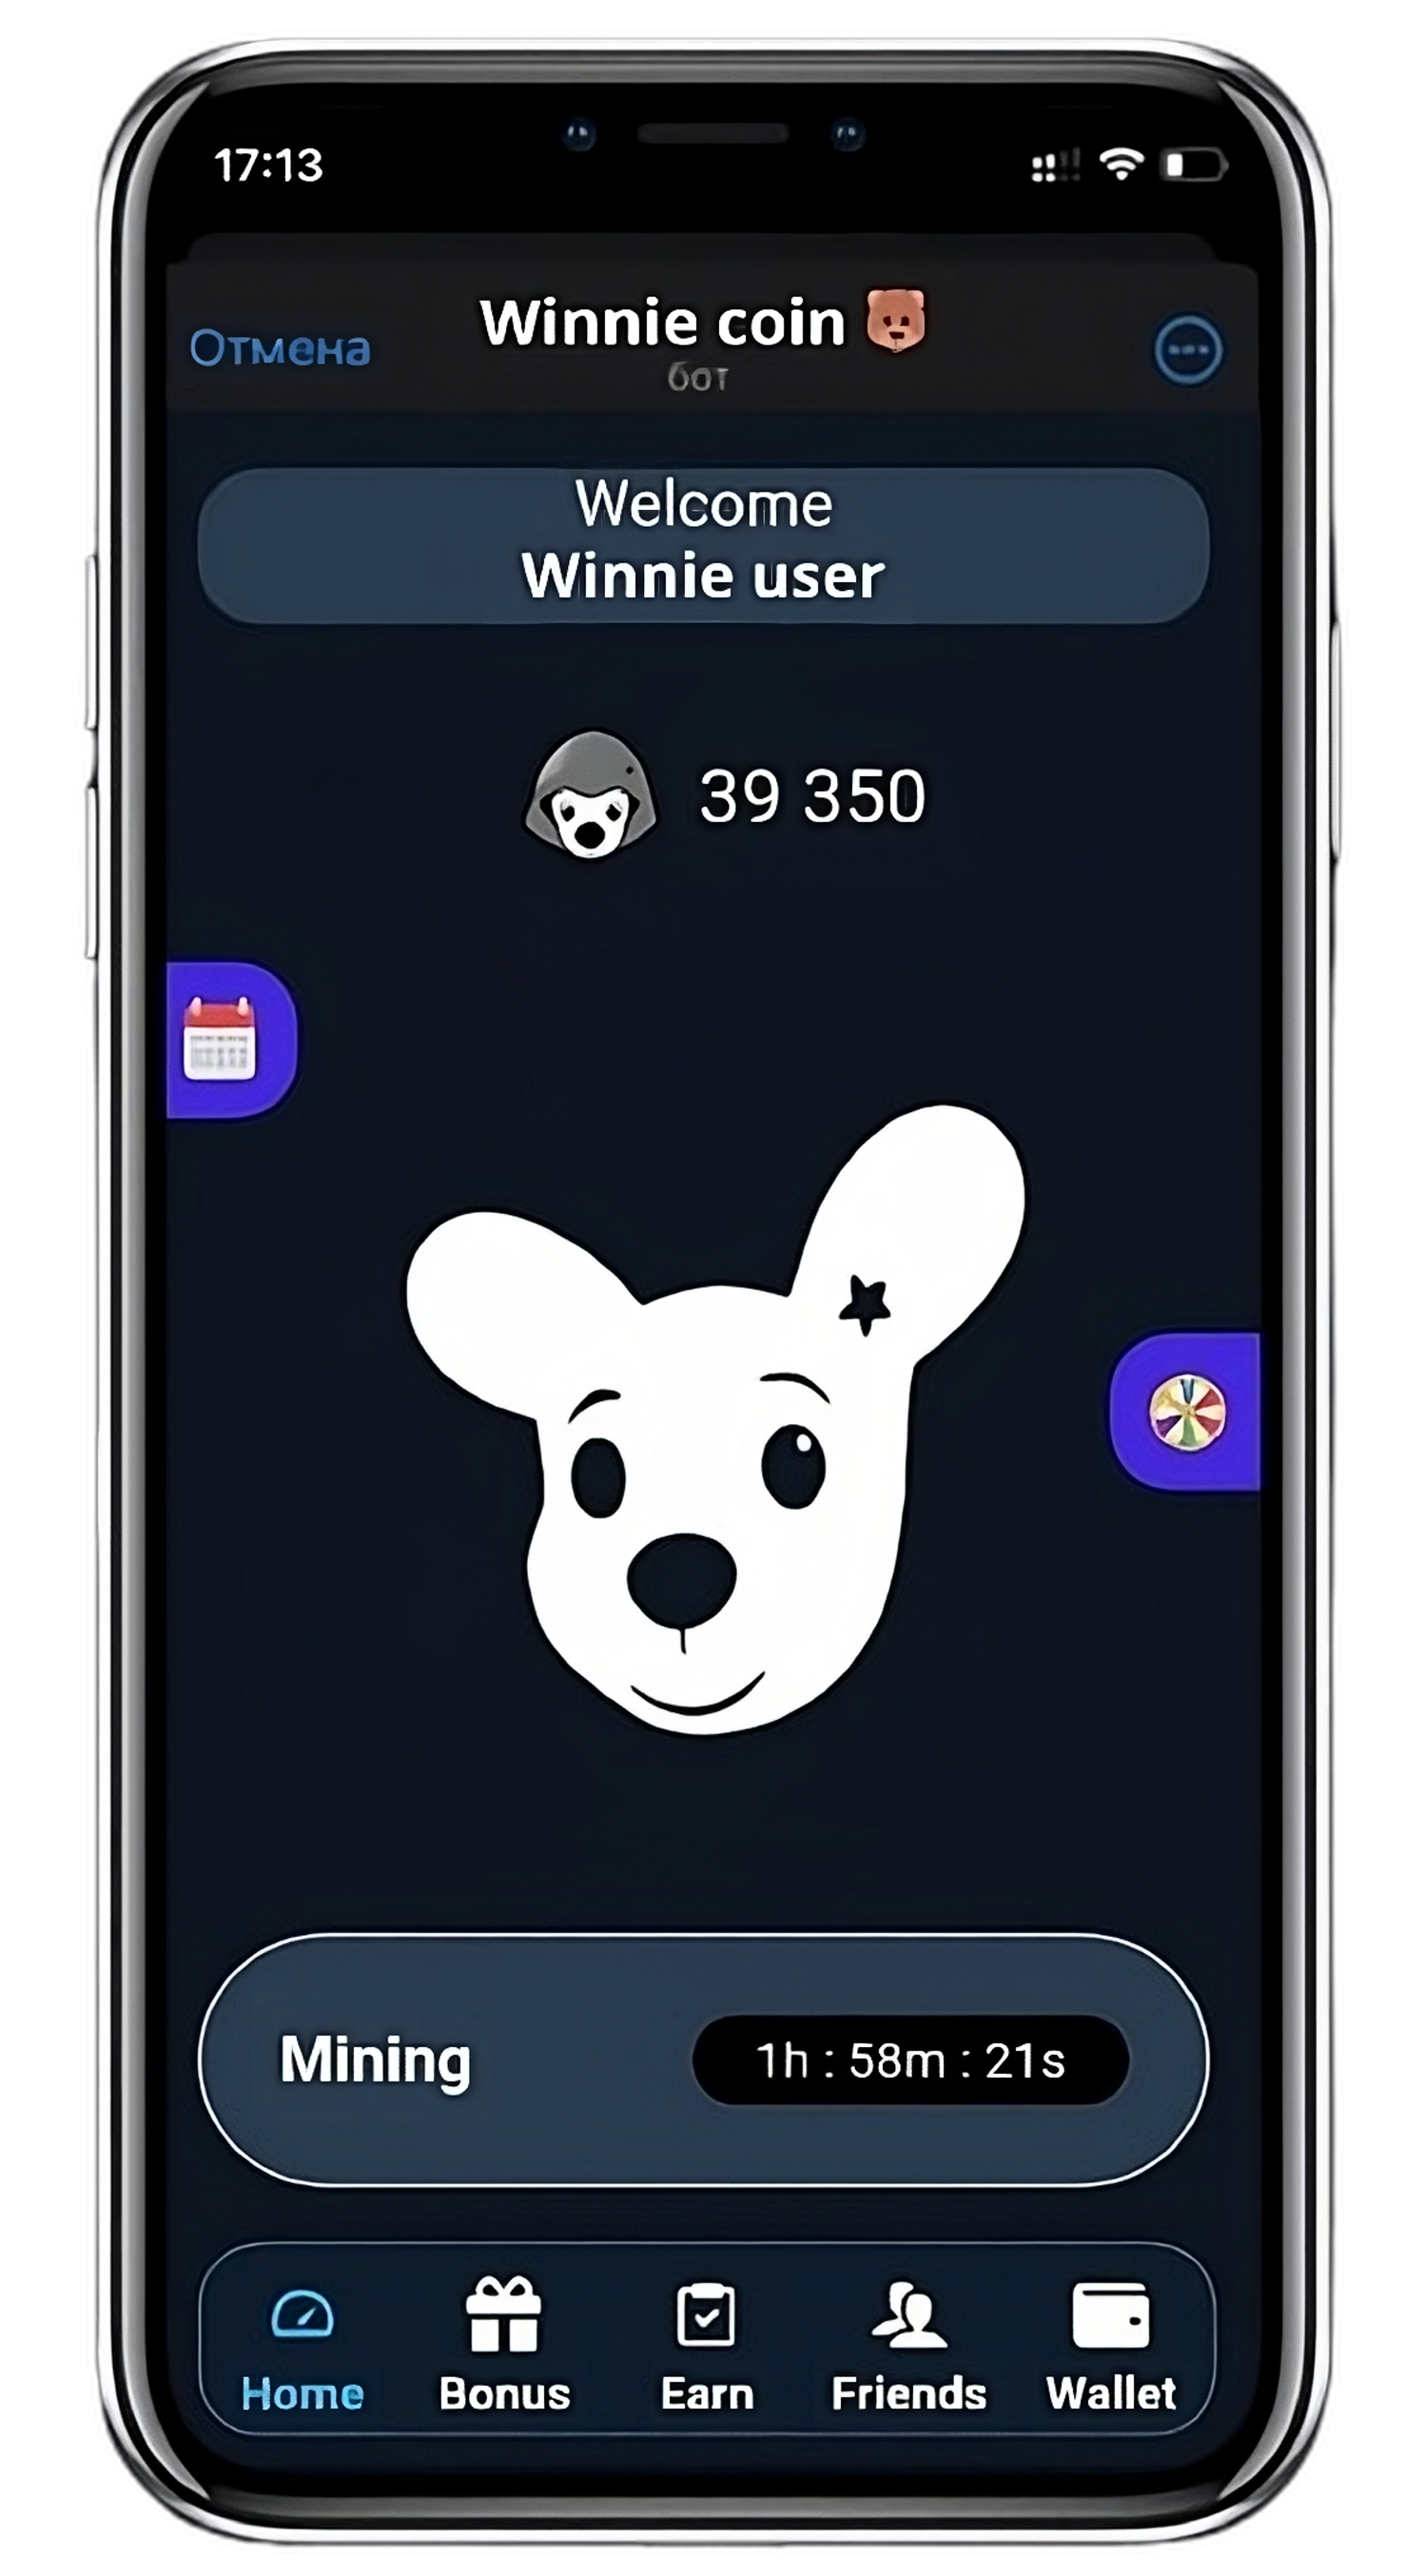 17:13
Отмена
Winnie coin
бот
Welcome
Winnie user
39 350
Mining
1h : 58m : 21s
Home
Bonus
Earn
Friends
Wallet